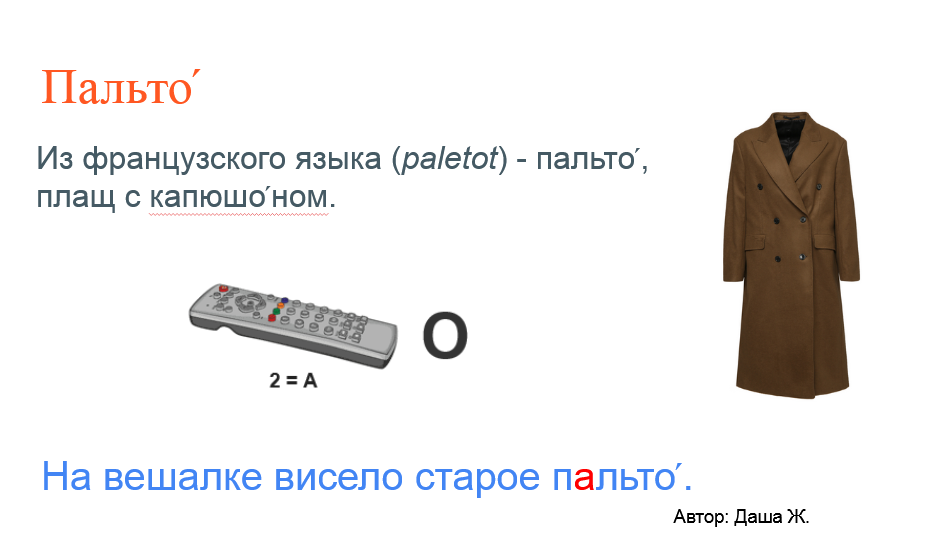 Пальто´
Из французского языка (paletot) - пальто´,
плащ с капюшо´ном.
О
2 = А
На вешалке висело старое пальто´.
Автор: Даша Ж.